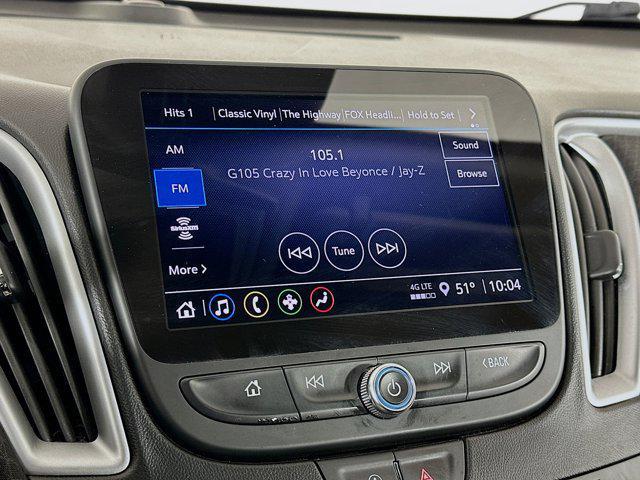 Hits 1 Classic Vinyl The Highway FOX Headli... Hold to Set
AM 105.1 Sound
G105 Crazy In Love Beyonce / Jay-Z Browse
FM
SiriusXM
Tune
More
4G LTE 51° 10:04
BACK